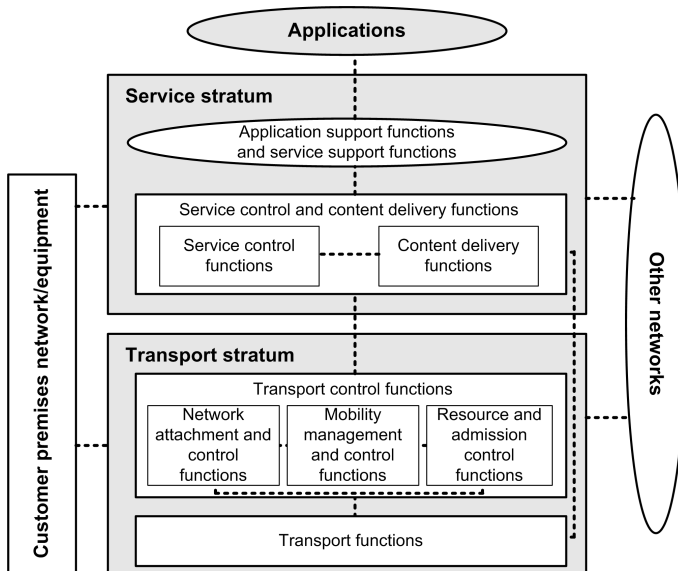 Applications
Service stratum
Application support functions
and service support functions
Service control and content delivery functions
Service control
functions
Content delivery
functions
Customer premises network/equipment
Other networks
Transport stratum
Transport control functions
Network
attachment and
control
functions
Mobility
management
and control
functions
Resource and
admission
control
functions
Transport functions